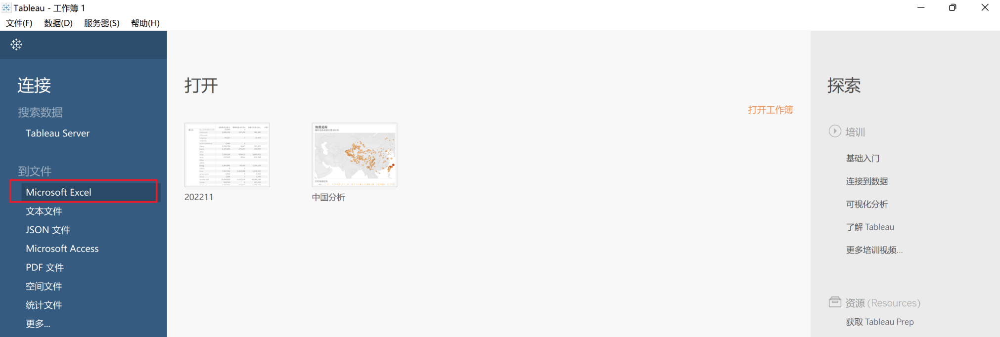 Tableau - 工作簿 1
文件(F) 数据(D) 服务器(S) 帮助(H)
连接
搜索数据
Tableau Server
到文件
Microsoft Excel
文本文件
JSON 文件
Microsoft Access
PDF 文件
空间文件
统计文件
更多...
打开
打开工作簿
地震追踪
202211
中国分析
探索
培训
基础入门
连接到数据
可视化分析
了解 Tableau
更多培训视频...
资源 (Resources)
获取 Tableau Prep